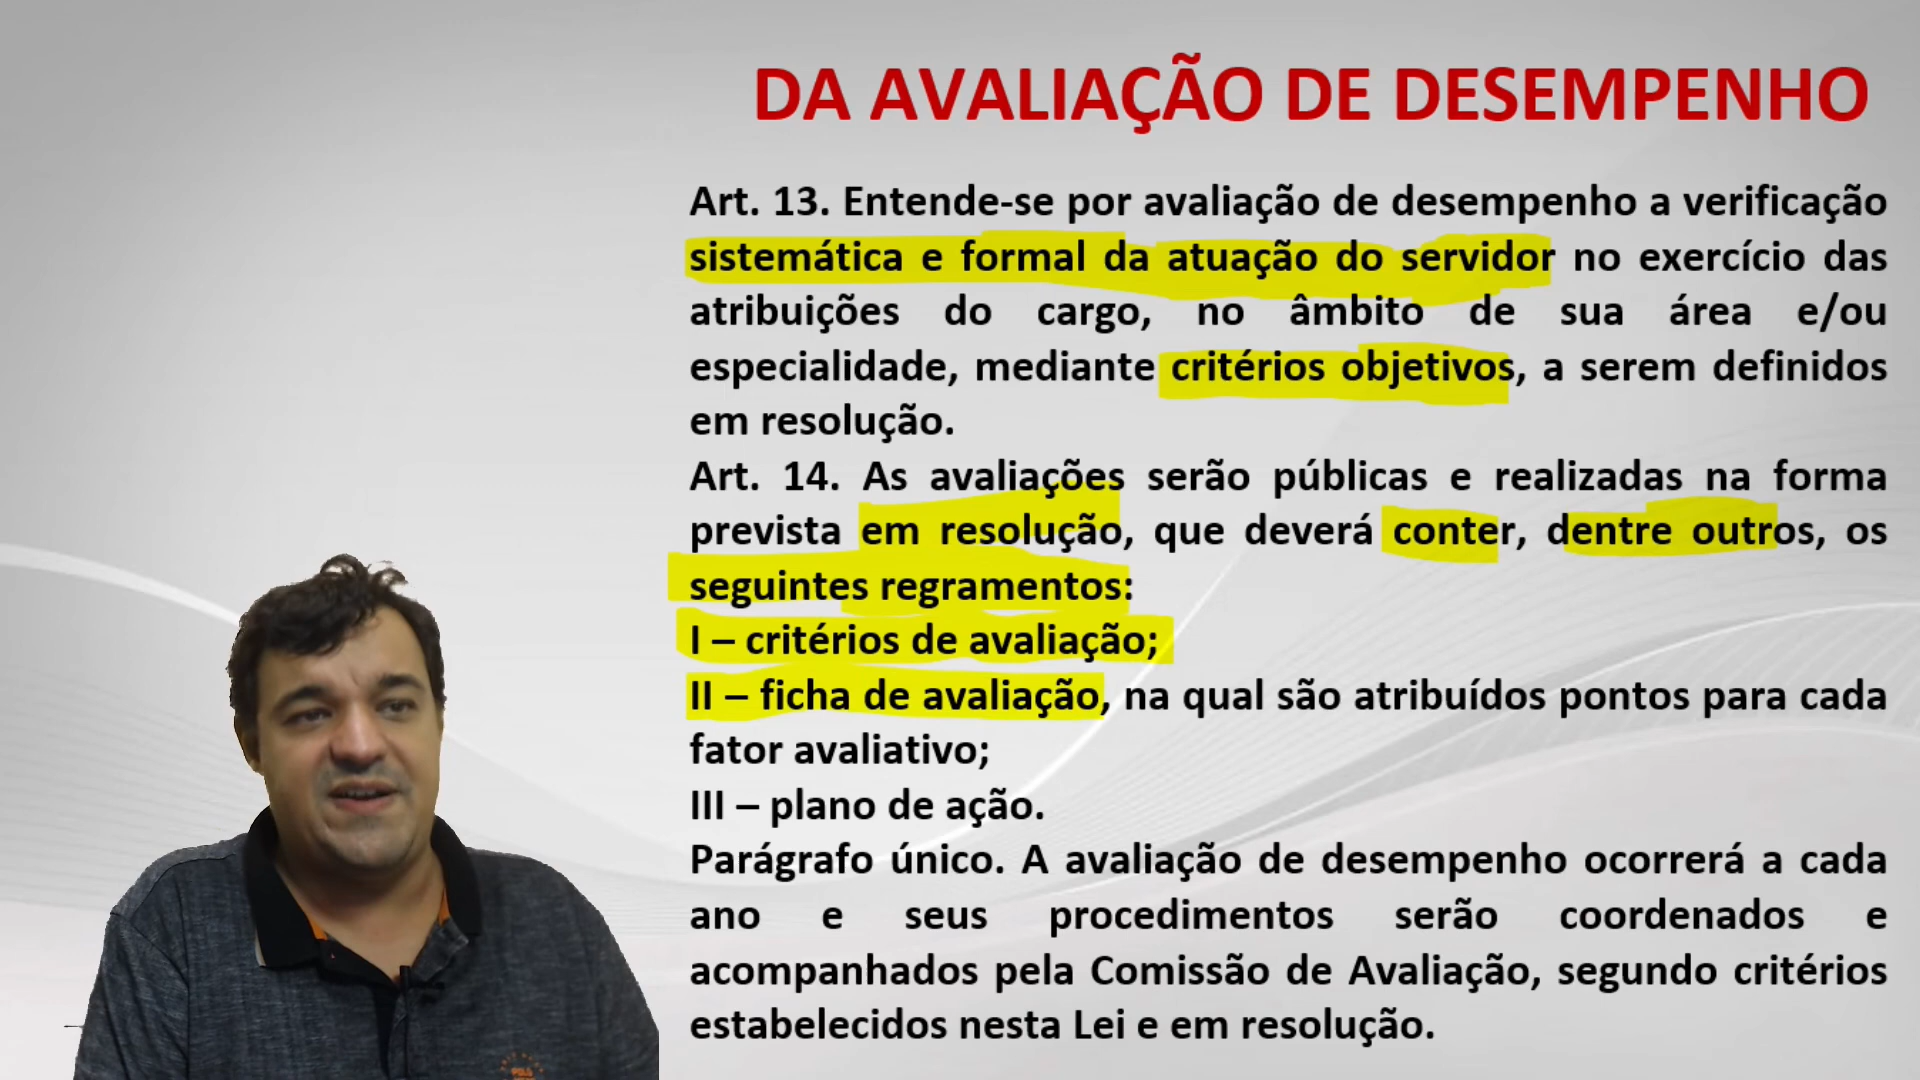 DA AVALIAÇÃO DE DESEMPENHO
Art. 13. Entende-se por avaliação de desempenho a verificação
sistemática e formal da atuação do servidor no exercício das
atribuições do cargo, no âmbito de sua área e/ou
especialidade, mediante critérios objetivos, a serem definidos
em resolução.
Art. 14. As avaliações serão públicas e realizadas na forma
prevista em resolução, que deverá conter, dentre outros, os
seguintes regramentos:
I – critérios de avaliação;
II – ficha de avaliação, na qual são atribuídos pontos para cada
fator avaliativo;
III – plano de ação.
Parágrafo único. A avaliação de desempenho ocorrerá a cada
ano e seus procedimentos serão coordenados e
acompanhados pela Comissão de Avaliação, segundo critérios
estabelecidos nesta Lei e em resolução.